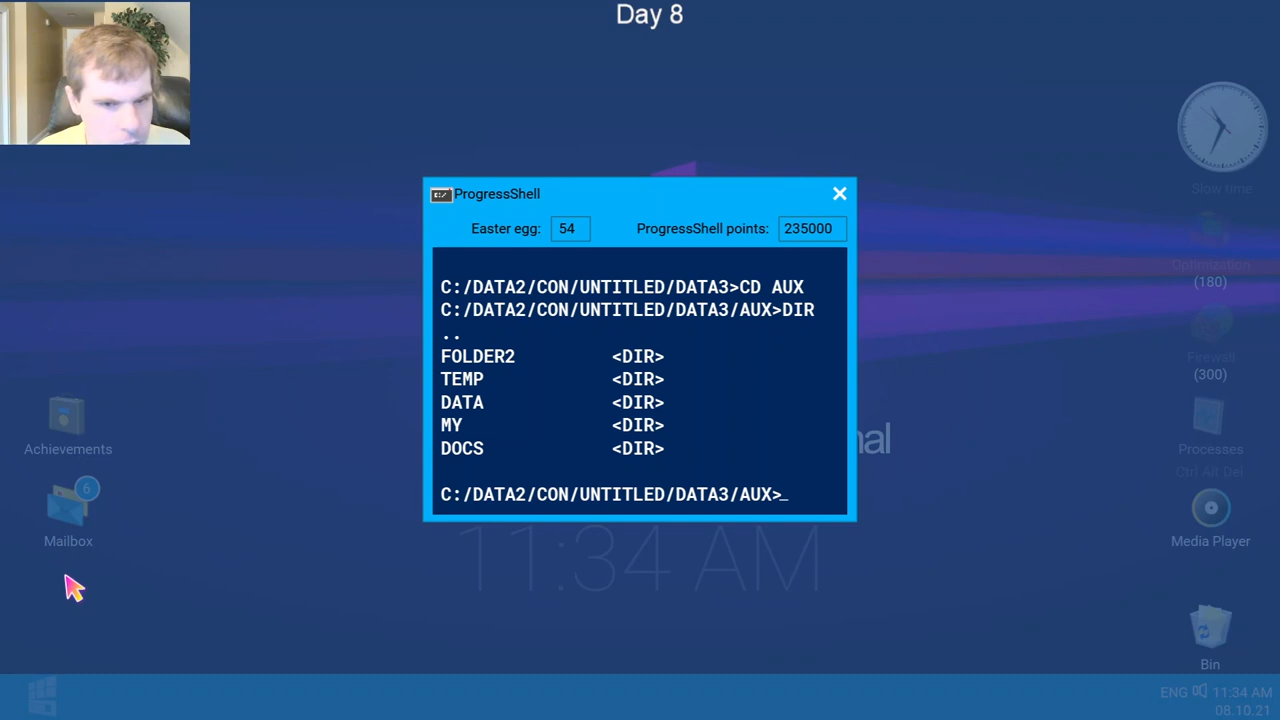 Day 8
ProgressShell
Easter egg: 54 ProgressShell points: 235000
C:/DATA2/CON/UNTITLED/DATA3>CD AUX
C:/DATA2/CON/UNTITLED/DATA3/AUX>DIR
..
FOLDER2 <DIR>
TEMP <DIR>
DATA <DIR>
MY <DIR>
DOCS <DIR>
C:/DATA2/CON/UNTITLED/DATA3/AUX>_
Achievements
6
Mailbox
Slow time
Optimization
(180)
Firewall
(300)
Processes
Ctrl Alt Del
Media Player
Bin
nal
11:34 AM
ENG 11:34 AM
08.10.21